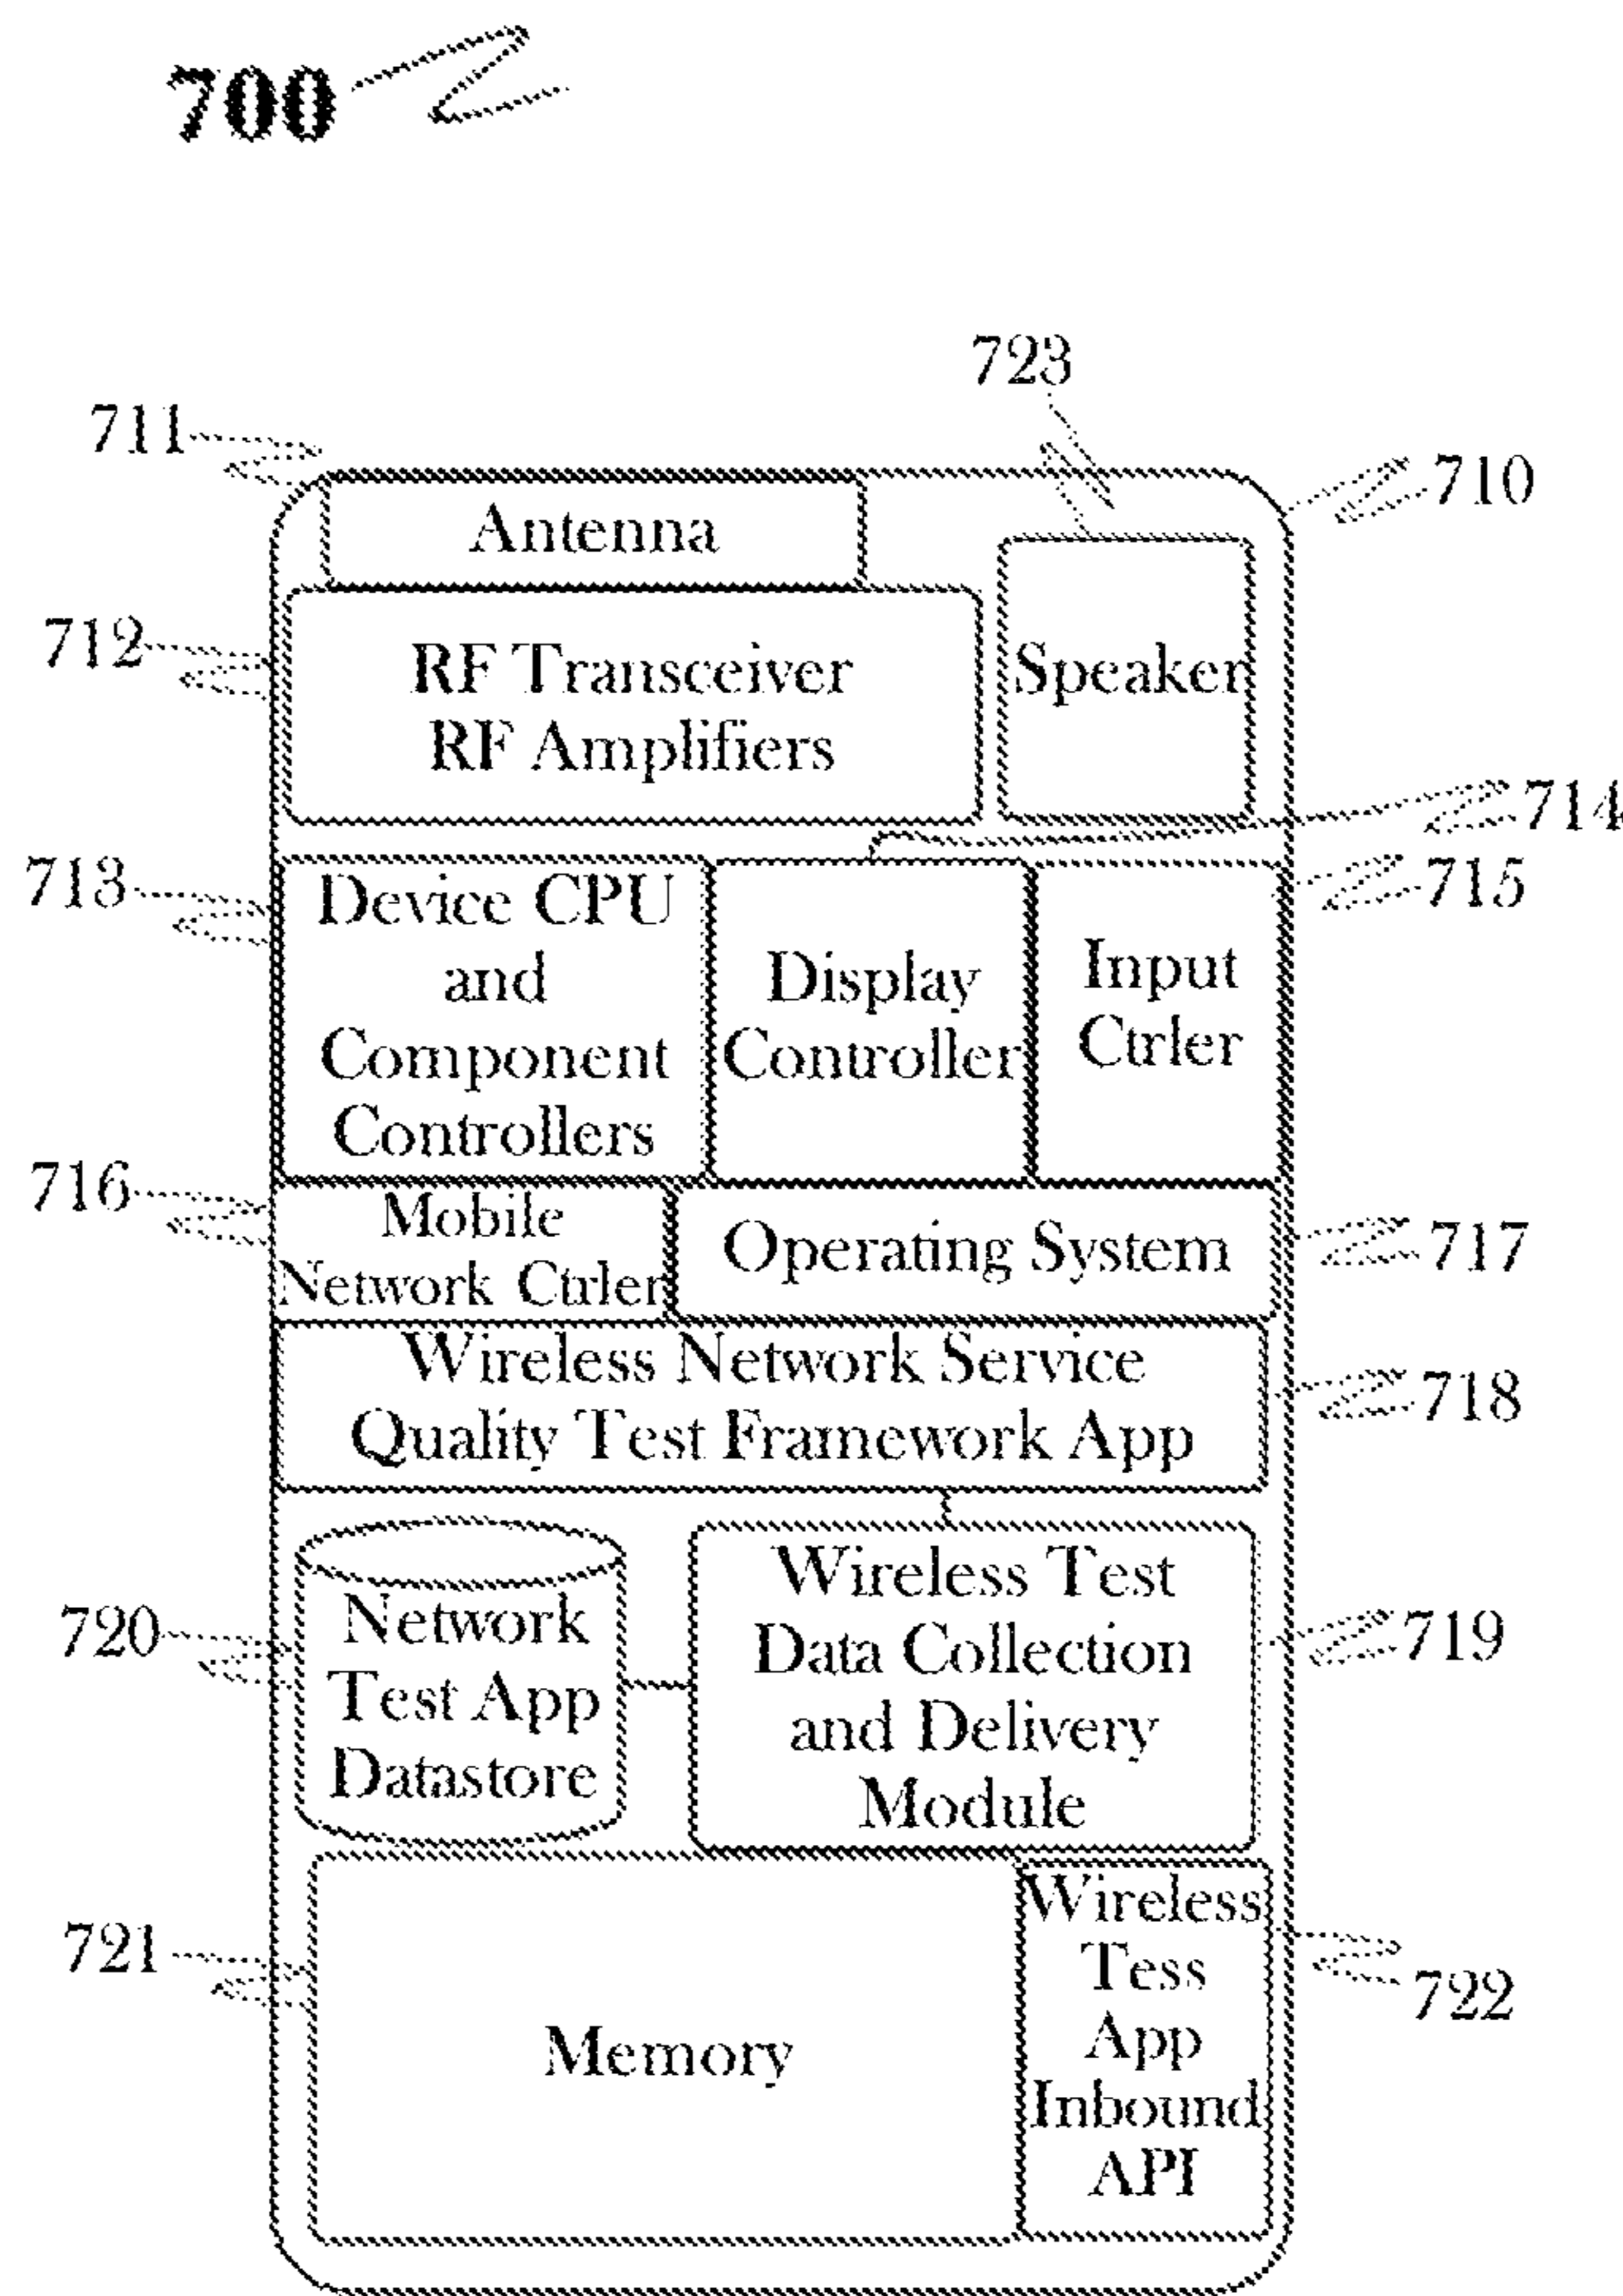 700
723
711
710
Antenna
712
RF Transceiver
RF Amplifiers
Speaker
714
713
715
Device CPU
and
Component
Controllers
Display
Controller
Input
Ctrler
716
Mobile
Network Ctrler
Operating System
717
Wireless Network Service
Quality Test Framework App
718
720
Network
Test App
Datastore
Wireless Test
Data Collection
and Delivery
Module
719
721
Memory
Wireless
Tess
App
Inbound
API
722